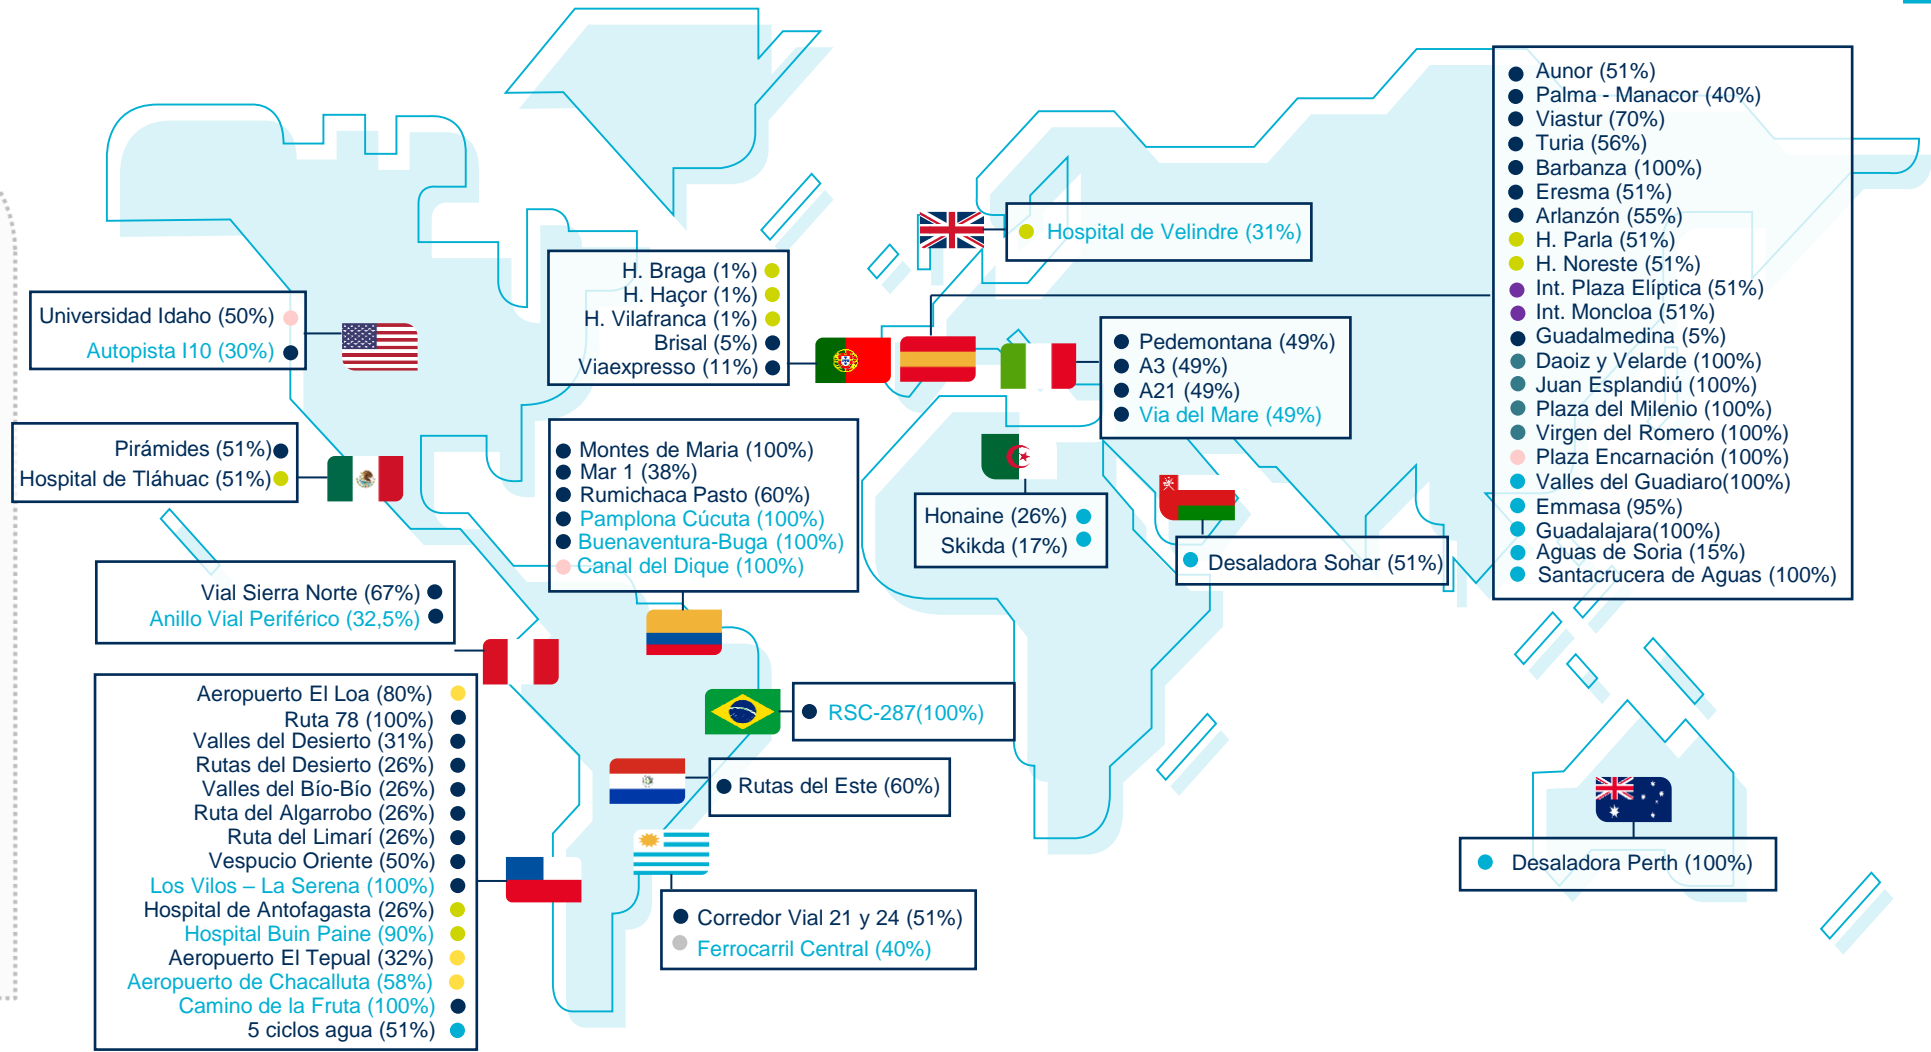 Universidad Idaho (50%)
Autopista I10 (30%)
Pirámides (51%)
Hospital de Tláhuac (51%)
Vial Sierra Norte (67%)
Anillo Vial Periférico (32,5%)
Aeropuerto El Loa (80%)
Ruta 78 (100%)
Valles del Desierto (31%)
Rutas del Desierto (26%)
Valles del Bío-Bío (26%)
Ruta del Algarrobo (26%)
Ruta del Limarí (26%)
Vespucio Oriente (50%)
Los Vilos – La Serena (100%)
Hospital de Antofagasta (26%)
Hospital Buin Paine (90%)
Aeropuerto El Tepual (32%)
Aeropuerto de Chacalluta (58%)
Camino de la Fruta (100%)
5 ciclos agua (51%)
H. Braga (1%)
H. Haçor (1%)
H. Vilafranca (1%)
Brisal (5%)
Viaexpresso (11%)
Montes de Maria (100%)
Mar 1 (38%)
Rumichaca Pasto (60%)
Pamplona Cúcuta (100%)
Buenaventura-Buga (100%)
Canal del Dique (100%)
RSC-287(100%)
Rutas del Este (60%)
Corredor Vial 21 y 24 (51%)
Ferrocarril Central (40%)
Hospital de Velindre (31%)
Pedemontana (49%)
A3 (49%)
A21 (49%)
Via del Mare (49%)
Honaine (26%)
Skikda (17%)
Desaladora Sohar (51%)
Aunor (51%)
Palma - Manacor (40%)
Viastur (70%)
Turia (56%)
Barbanza (100%)
Eresma (51%)
Arlanzón (55%)
H. Parla (51%)
H. Noreste (51%)
Int. Plaza Elíptica (51%)
Int. Moncloa (51%)
Guadalmedina (5%)
Daoiz y Velarde (100%)
Juan Esplandiú (100%)
Plaza del Milenio (100%)
Virgen del Romero (100%)
Plaza Encarnación (100%)
Valles del Guadiaro(100%)
Emmasa (95%)
Guadalajara(100%)
Aguas de Soria (15%)
Santacrucera de Aguas (100%)
Desaladora Perth (100%)